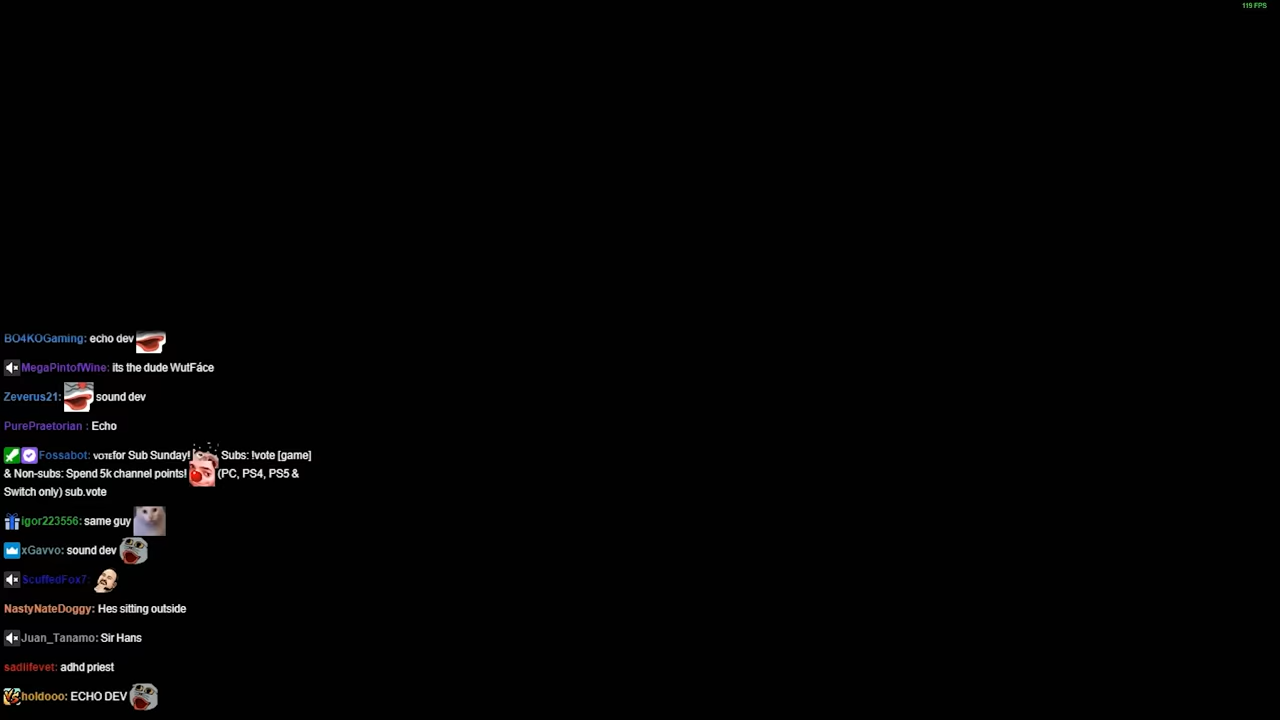 119 FPS
BO4KOGaming: echo dev
MegaPintofWine: its the dude WutFáce
Zeverus21: sound dev
PurePraetorian : Echo
Fossabot: VOTE for Sub Sunday! Subs: !vote [game]
& Non-subs: Spend 5k channel points! (PC, PS4, PS5 &
Switch only) sub.vote
igor223556: same guy
xGavvo: sound dev
ScuffedFox7:
NastyNateDoggy: Hes sitting outside
Juan_Tanamo: Sir Hans
sadlifevet: adhd priest
holdooo: ECHO DEV